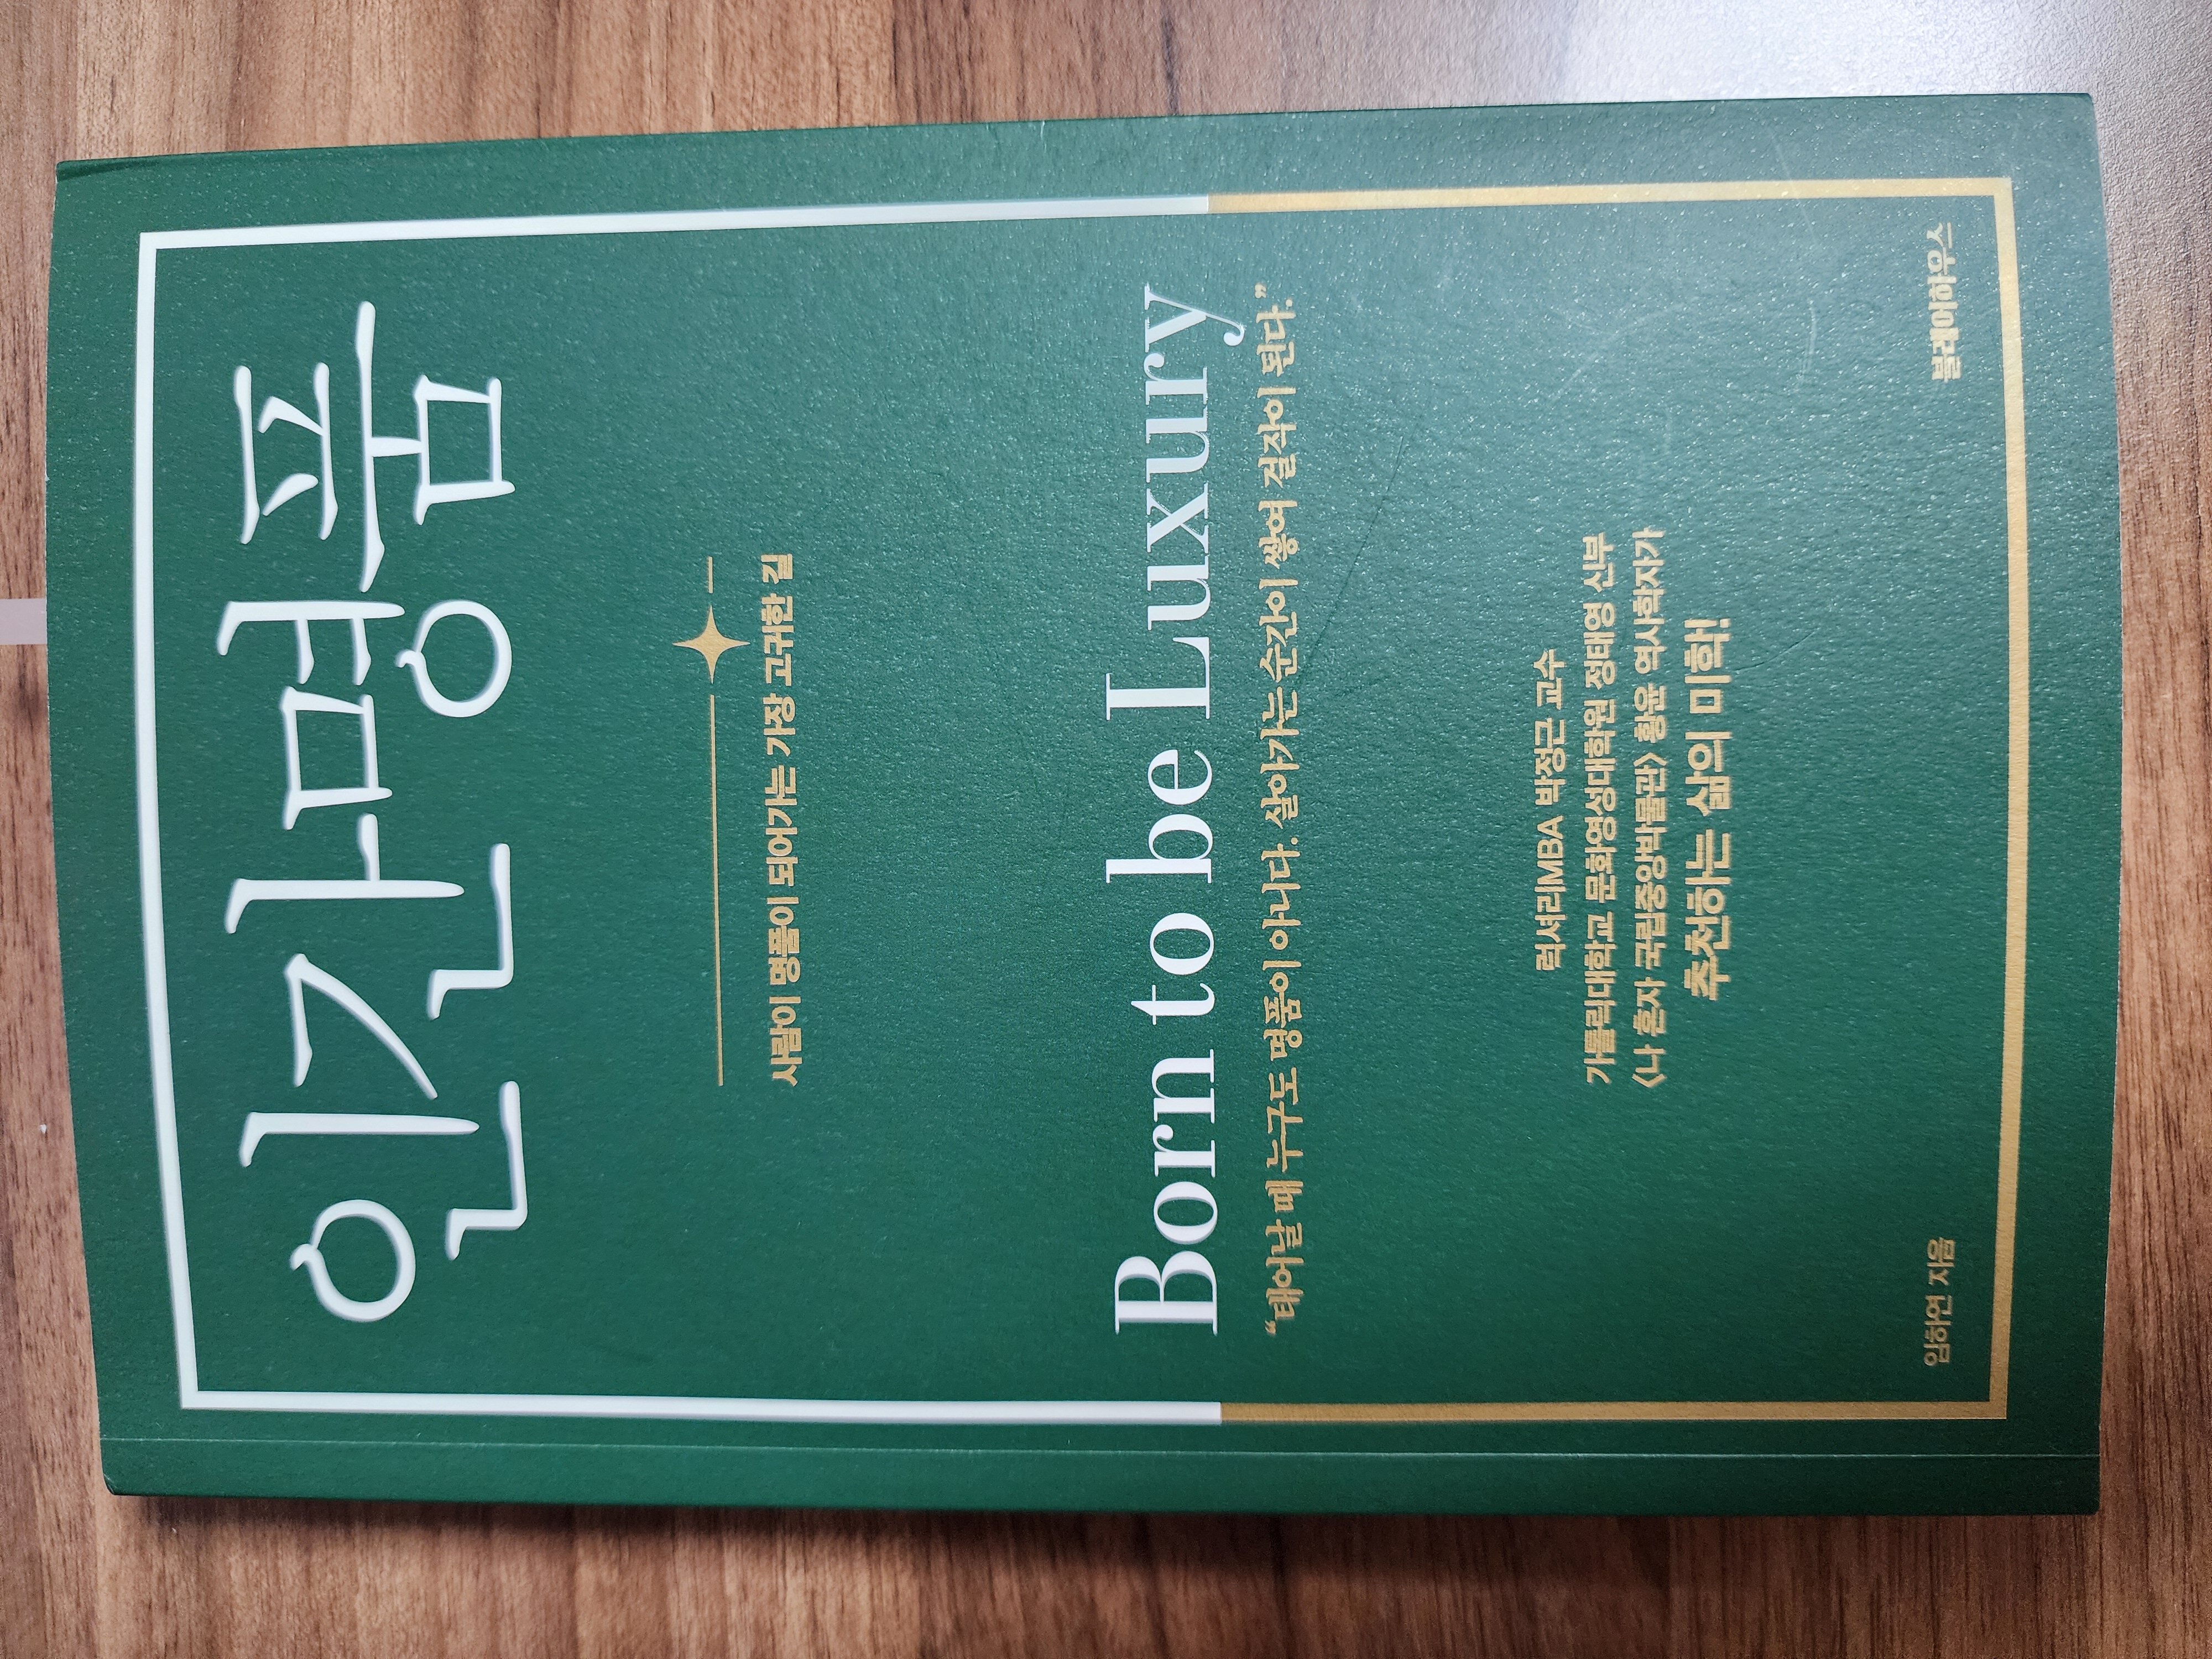 인간명품
사람이 명품이 되어가는 가장 고귀한 길
Born to be Luxury
“태어날 때 누구도 명품이 아니다. 살아가는 순간이 쌓여 걸작이 된다.”
럭셔리MBA 박정근 교수
가톨릭대학교 문화영성대학원 정태영 신부
〈나 혼자 국립중앙박물관〉 황윤 역사학자가
추천하는 삶의 미학!
임하연 지음
블레어하우스